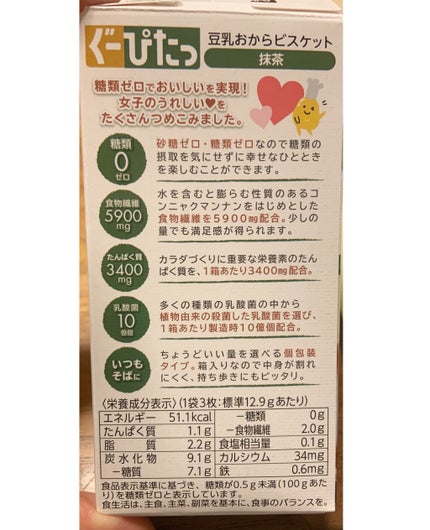 ぐーぴたっ
豆乳おからビスケット
抹茶
糖類ゼロでおいしいを実現！
女子のうれしい♥を
たくさんつめこみました。
糖類
0
ゼロ
砂糖ゼロ・糖類ゼロなので糖類の
摂取を気にせずに幸せなひととき
を楽しむことができます。
食物繊維
5900
mg
水を含むと膨らむ性質のあるコ
ンニャクマンナンをはじめとした
食物繊維を5900mg配合。少しの
量でも満足感が得られます。
たんぱく質
3400
mg
カラダづくりに重要な栄養素のたん
ぱく質を、1箱あたり3400mg配合。
乳酸菌
10
億個
多くの種類の乳酸菌の中から
植物由来の殺菌した乳酸菌を選び、
1箱あたり製造時10億個配合。
いつも
そばに
ちょうどいい量を選べる個包装
タイプ。箱入りなので中身が割れ
にくく、持ち歩きにもピッタリ。
〈栄養成分表示〉(1袋3枚：標準12.9gあたり)
エネルギー 51.1kcal
たんぱく質 1.1g
脂質 2.2g
炭水化物 9.1g
−糖質 7.1g
−糖類 0g
−食物繊維 2.0g
食塩相当量 0.1g
カルシウム 34mg
鉄 0.6mg
食品表示基準に基づき、糖類が0.5g未満(100gあた
り)を糖類ゼロと表示しています。
食生活は、主食、主菜、副菜を基本に、食事のバランスを。